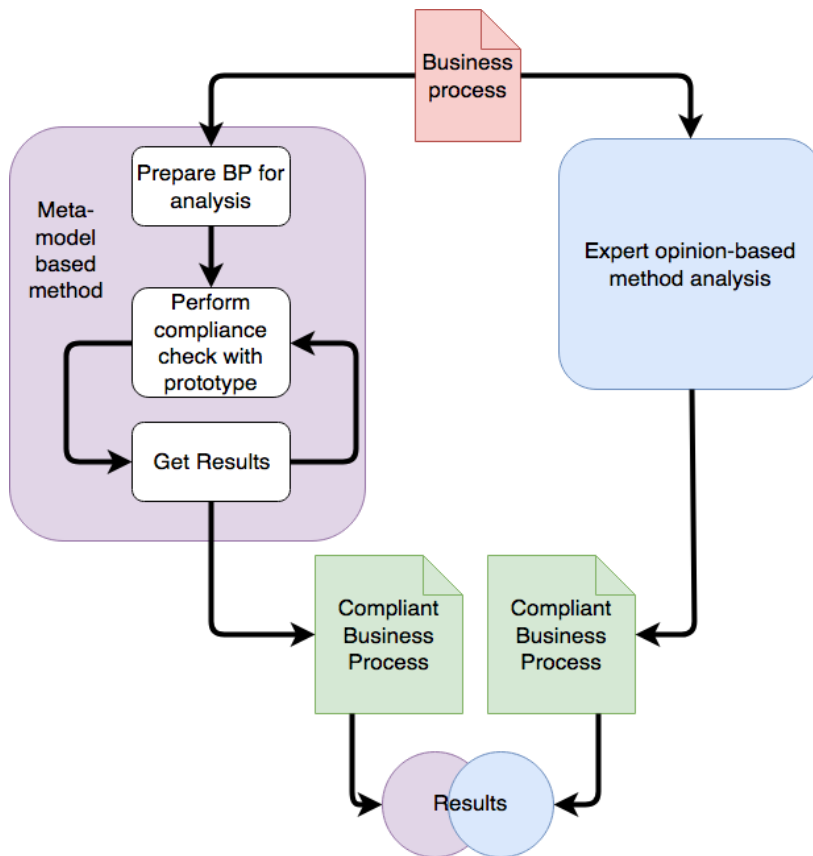 Business
process
Prepare BP for
analysis
Meta-
model
based
method
Perform
compliance
check with
prototype
Get Results
Expert opinion-based
method analysis
Compliant
Business
Process
Compliant
Business
Process
Results